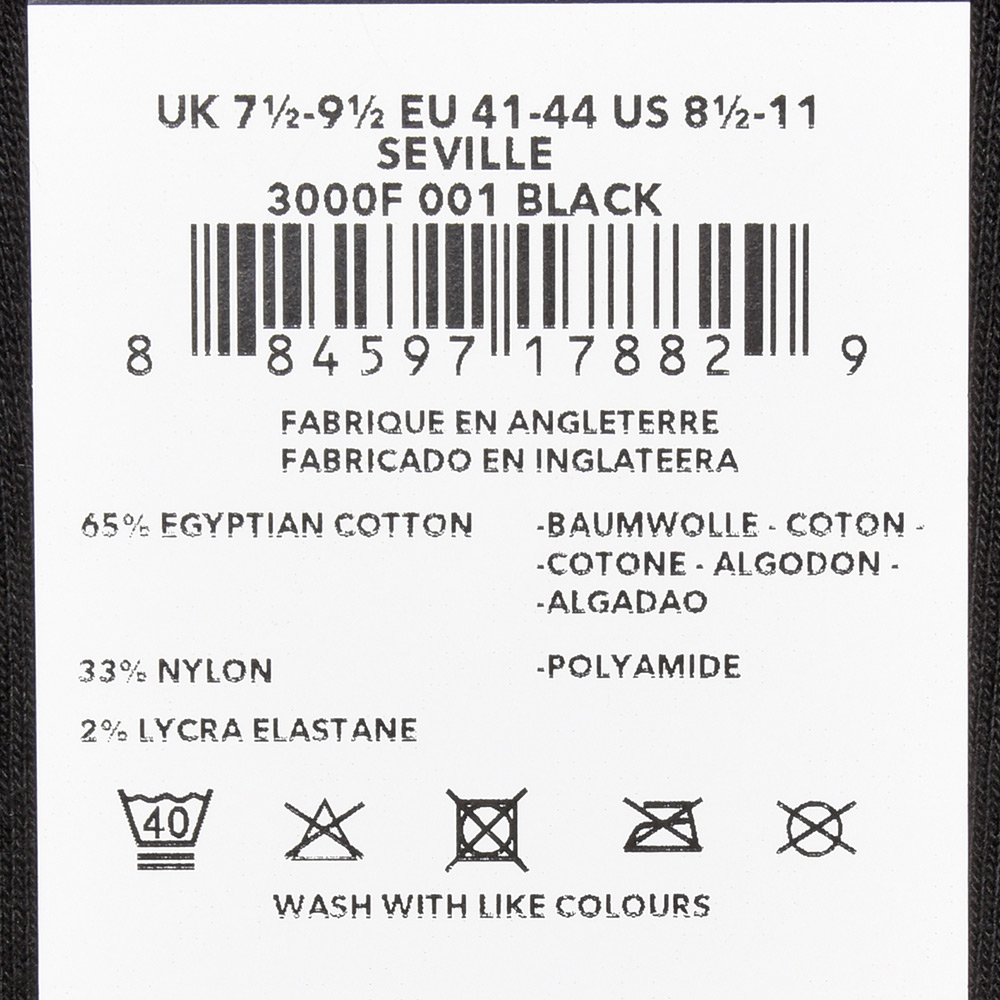 UK 7½-9½ EU 41-44 US 8½-11
SEVILLE
3000F 001 BLACK
8 84597 17882 9
FABRIQUE EN ANGLETERRE
FABRICADO EN INGLATEERA
65% EGYPTIAN COTTON
-BAUMWOLLE - COTON -
-COTONE - ALGODON -
-ALGADAO
33% NYLON
-POLYAMIDE
2% LYCRA ELASTANE
40
WASH WITH LIKE COLOURS